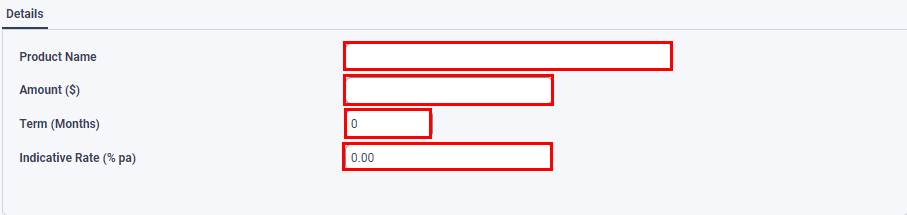 Details
Product Name
Amount ($)
Term (Months) 0
Indicative Rate (% pa) 0.00